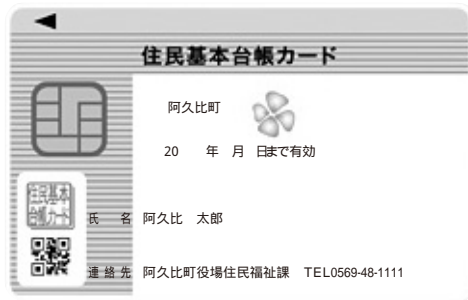 住民基本台帳カード
阿久比町
20　　年　月　日まで有効
住民基本
台帳カード
氏　名　阿久比　太郎
連絡先　阿久比町役場住民福祉課　TEL0569-48-1111